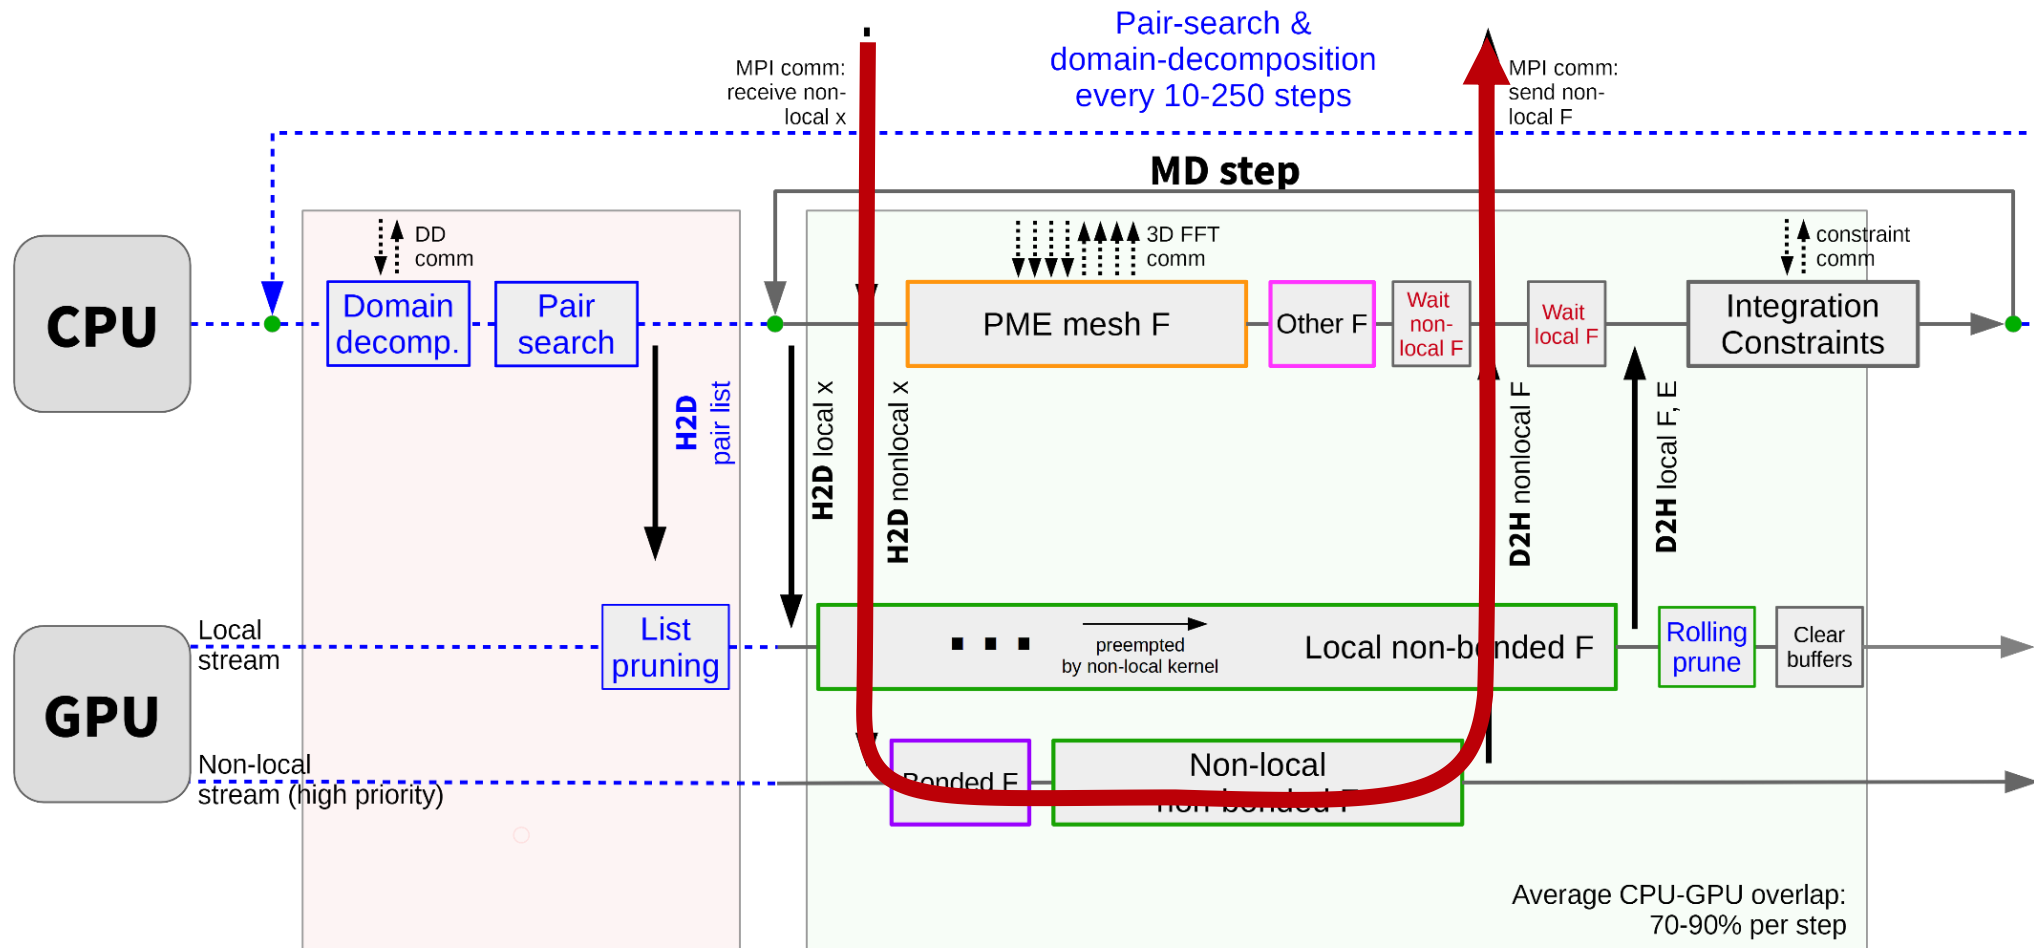 Pair-search &
domain-decomposition
every 10-250 steps
MPI comm:
receive non-
local x
MPI comm:
send non-
local F
MD step
DD
comm
3D FFT
comm
constraint
comm
CPU
Domain
decomp.
Pair
search
PME mesh F
Other F
Wait
non-
local F
Wait
local F
Integration
Constraints
H2D
pair list
H2D local x
H2D nonlocal x
D2H nonlocal F
D2H local F, E
GPU
Local
stream
List
pruning
...
preempted
by non-local kernel
Local non-bonded F
Rolling
prune
Clear
buffers
Non-local
stream (high priority)
Bonded F
Non-local
non-bonded F
Average CPU-GPU overlap:
70-90% per step